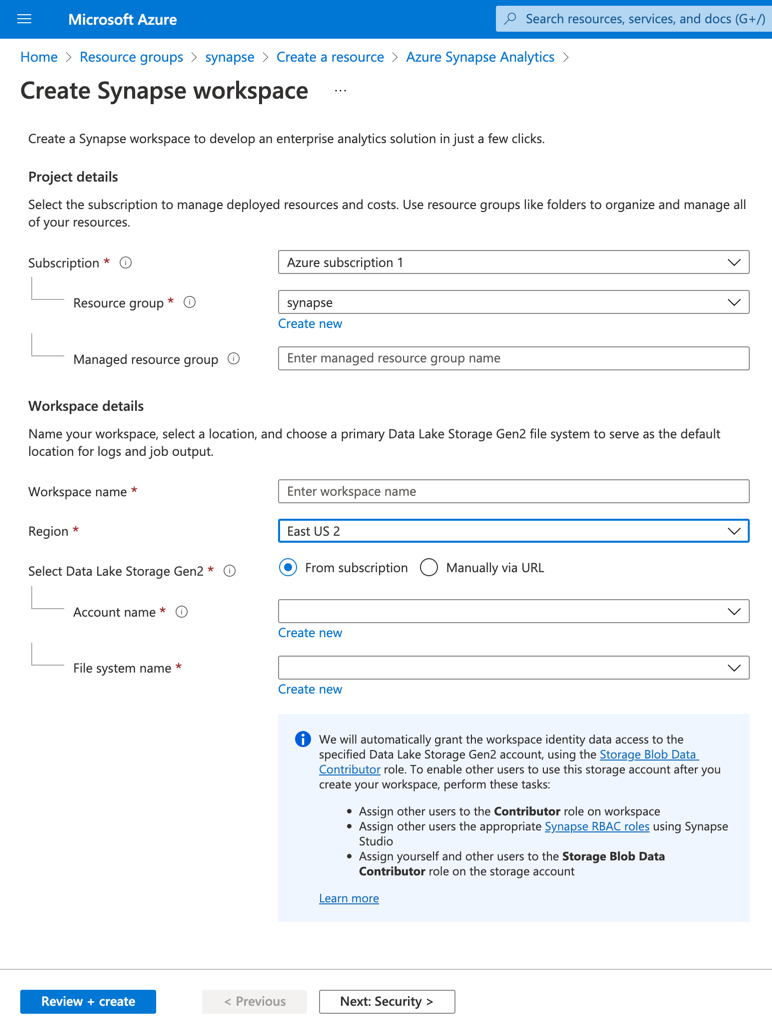 Microsoft Azure
Search resources, services, and docs (G+/)
Home > Resource groups > synapse > Create a resource > Azure Synapse Analytics >
Create Synapse workspace ...
Create a Synapse workspace to develop an enterprise analytics solution in just a few clicks.
Project details
Select the subscription to manage deployed resources and costs. Use resource groups like folders to organize and manage all
of your resources.
Subscription *
Azure subscription 1
Resource group *
synapse
Create new
Managed resource group
Enter managed resource group name
Workspace details
Name your workspace, select a location, and choose a primary Data Lake Storage Gen2 file system to serve as the default
location for logs and job output.
Workspace name *
Enter workspace name
Region *
East US 2
Select Data Lake Storage Gen2 *
From subscription
Manually via URL
Account name *
Create new
File system name *
Create new
We will automatically grant the workspace identity data access to the
specified Data Lake Storage Gen2 account, using the Storage Blob Data
Contributor role. To enable other users to use this storage account after you
create your workspace, perform these tasks:
• Assign other users to the Contributor role on workspace
• Assign other users the appropriate Synapse RBAC roles using Synapse
Studio
• Assign yourself and other users to the Storage Blob Data
Contributor role on the storage account
Learn more
Review + create
< Previous
Next: Security >